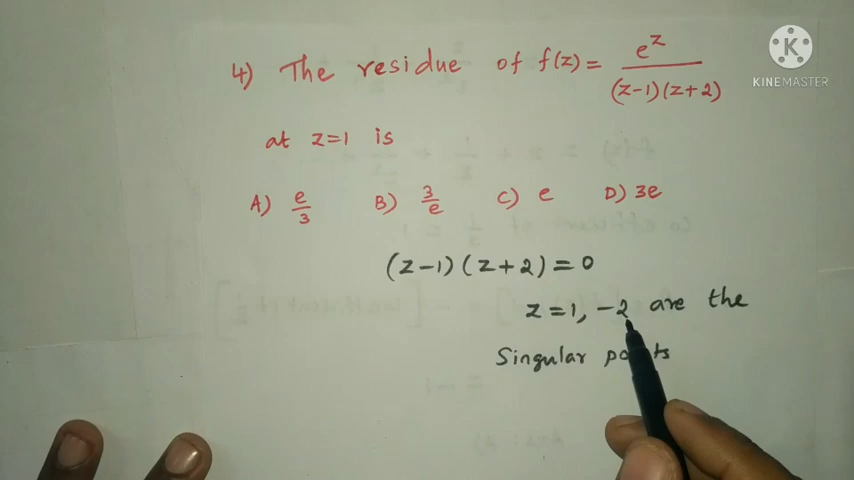 4) The residue of f(z) = e^z / (z-1)(z+2)
K
KINEMASTER
at z=1 is
A) e/3 B) 3/e C) e D) 3e
(z-1)(z+2)=0
z=1, -2 are the
Singular points